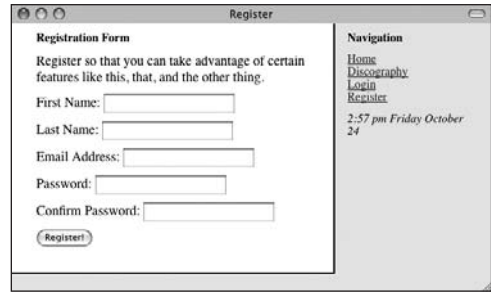 Register
Registration Form
Register so that you can take advantage of certain
features like this, that, and the other thing.
First Name:
Last Name:
Email Address:
Password:
Confirm Password:
Register!
Navigation
Home
Discography
Login
Register
2:57 pm Friday October
24